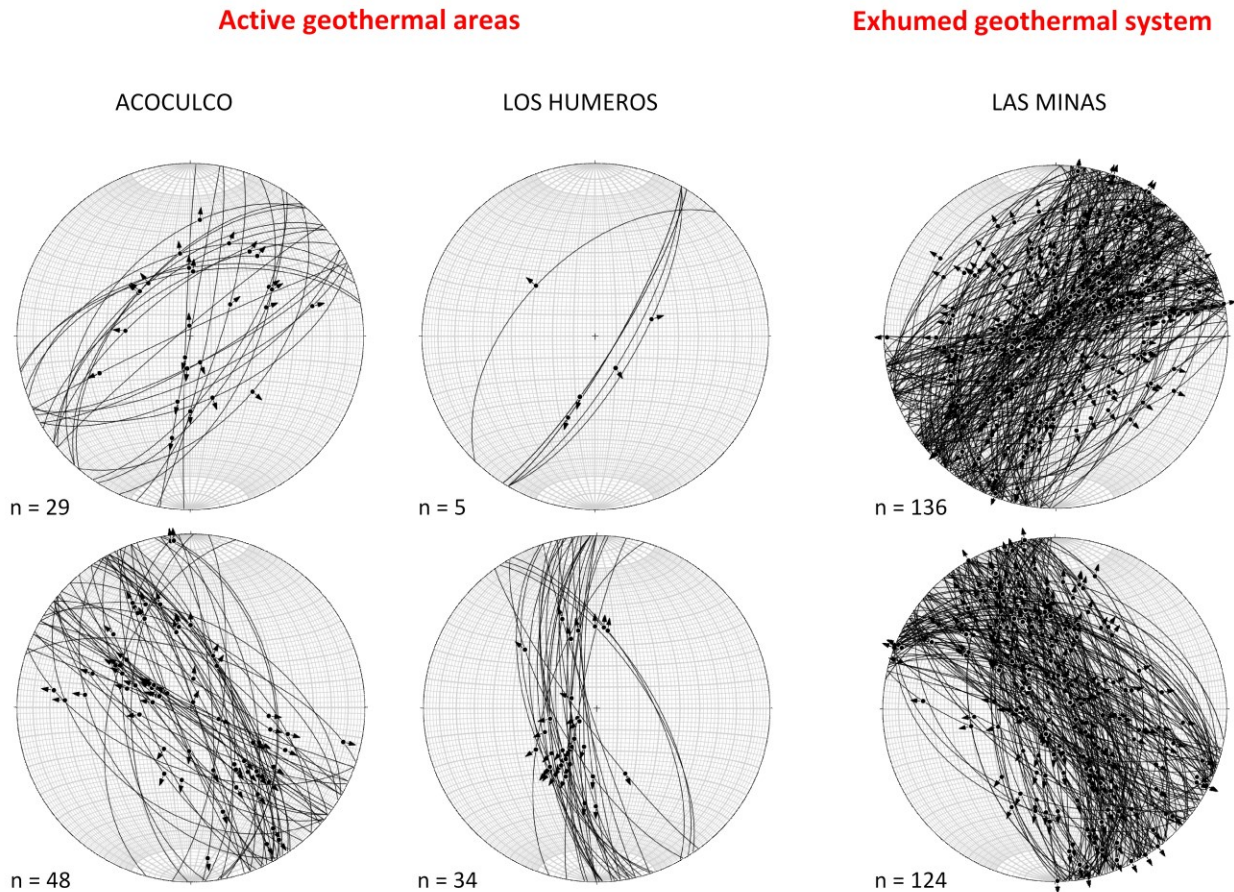 Active geothermal areas
Exhumed geothermal system
ACOCULCO
LOS HUMEROS
LAS MINAS
n = 29
n = 5
n = 136
n = 48
n = 34
n = 124